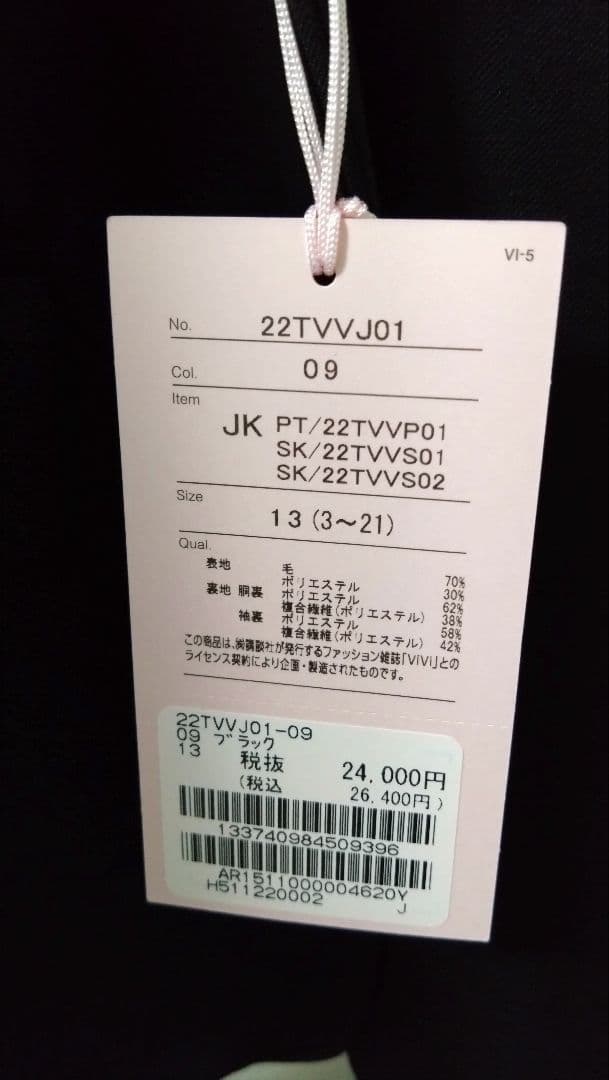 VI-5
No. 22TVVJ01
Col. 09
Item
JK PT/22TVVP01
SK/22TVVS01
SK/22TVVS02
Size
13(3〜21)
Qual.
表地 毛 70%
ポリエステル 30%
裏地 胴裏 ポリエステル 62%
複合繊維(ポリエステル) 38%
袖裏 ポリエステル 58%
複合繊維(ポリエステル) 42%
この商品は、㈱講談社が発行するファッション雑誌「ViVi」との
ライセンス契約により企画・製造されたものです。
22TVVJ01-09
09 ブラック
13 税抜 24.000円
(税込 26.400円)
133740984509396
AR1511000004620Y
H511220002 J